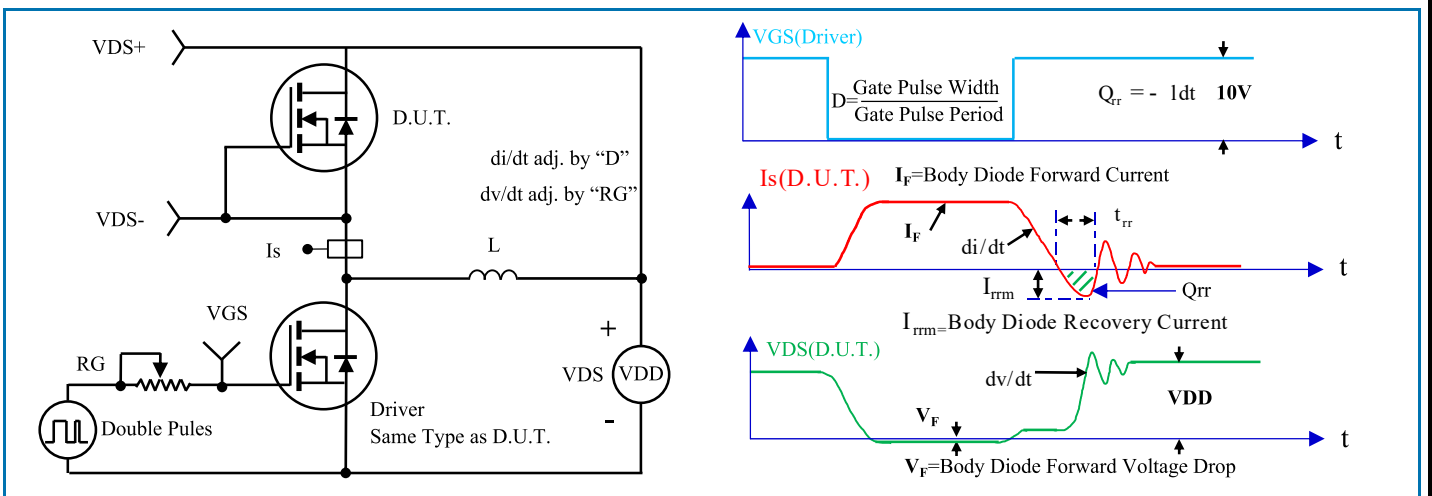 VDS+
D.U.T.
di/dt adj. by “D”
dv/dt adj. by “RG”
VDS-
Is
L
VGS
RG
+
VDS
VDD
-
Double Pules
Driver
Same Type as D.U.T.
VGS(Driver)
D=Gate Pulse Width
Gate Pulse Period
Qrr = - ldt
10V
t
Is(D.U.T.)
IF=Body Diode Forward Current
IF
di/dt
trr
t
Irrm
Qrr
Irrm=Body Diode Recovery Current
VDS(D.U.T.)
dv/dt
VDD
VF
t
VF=Body Diode Forward Voltage Drop